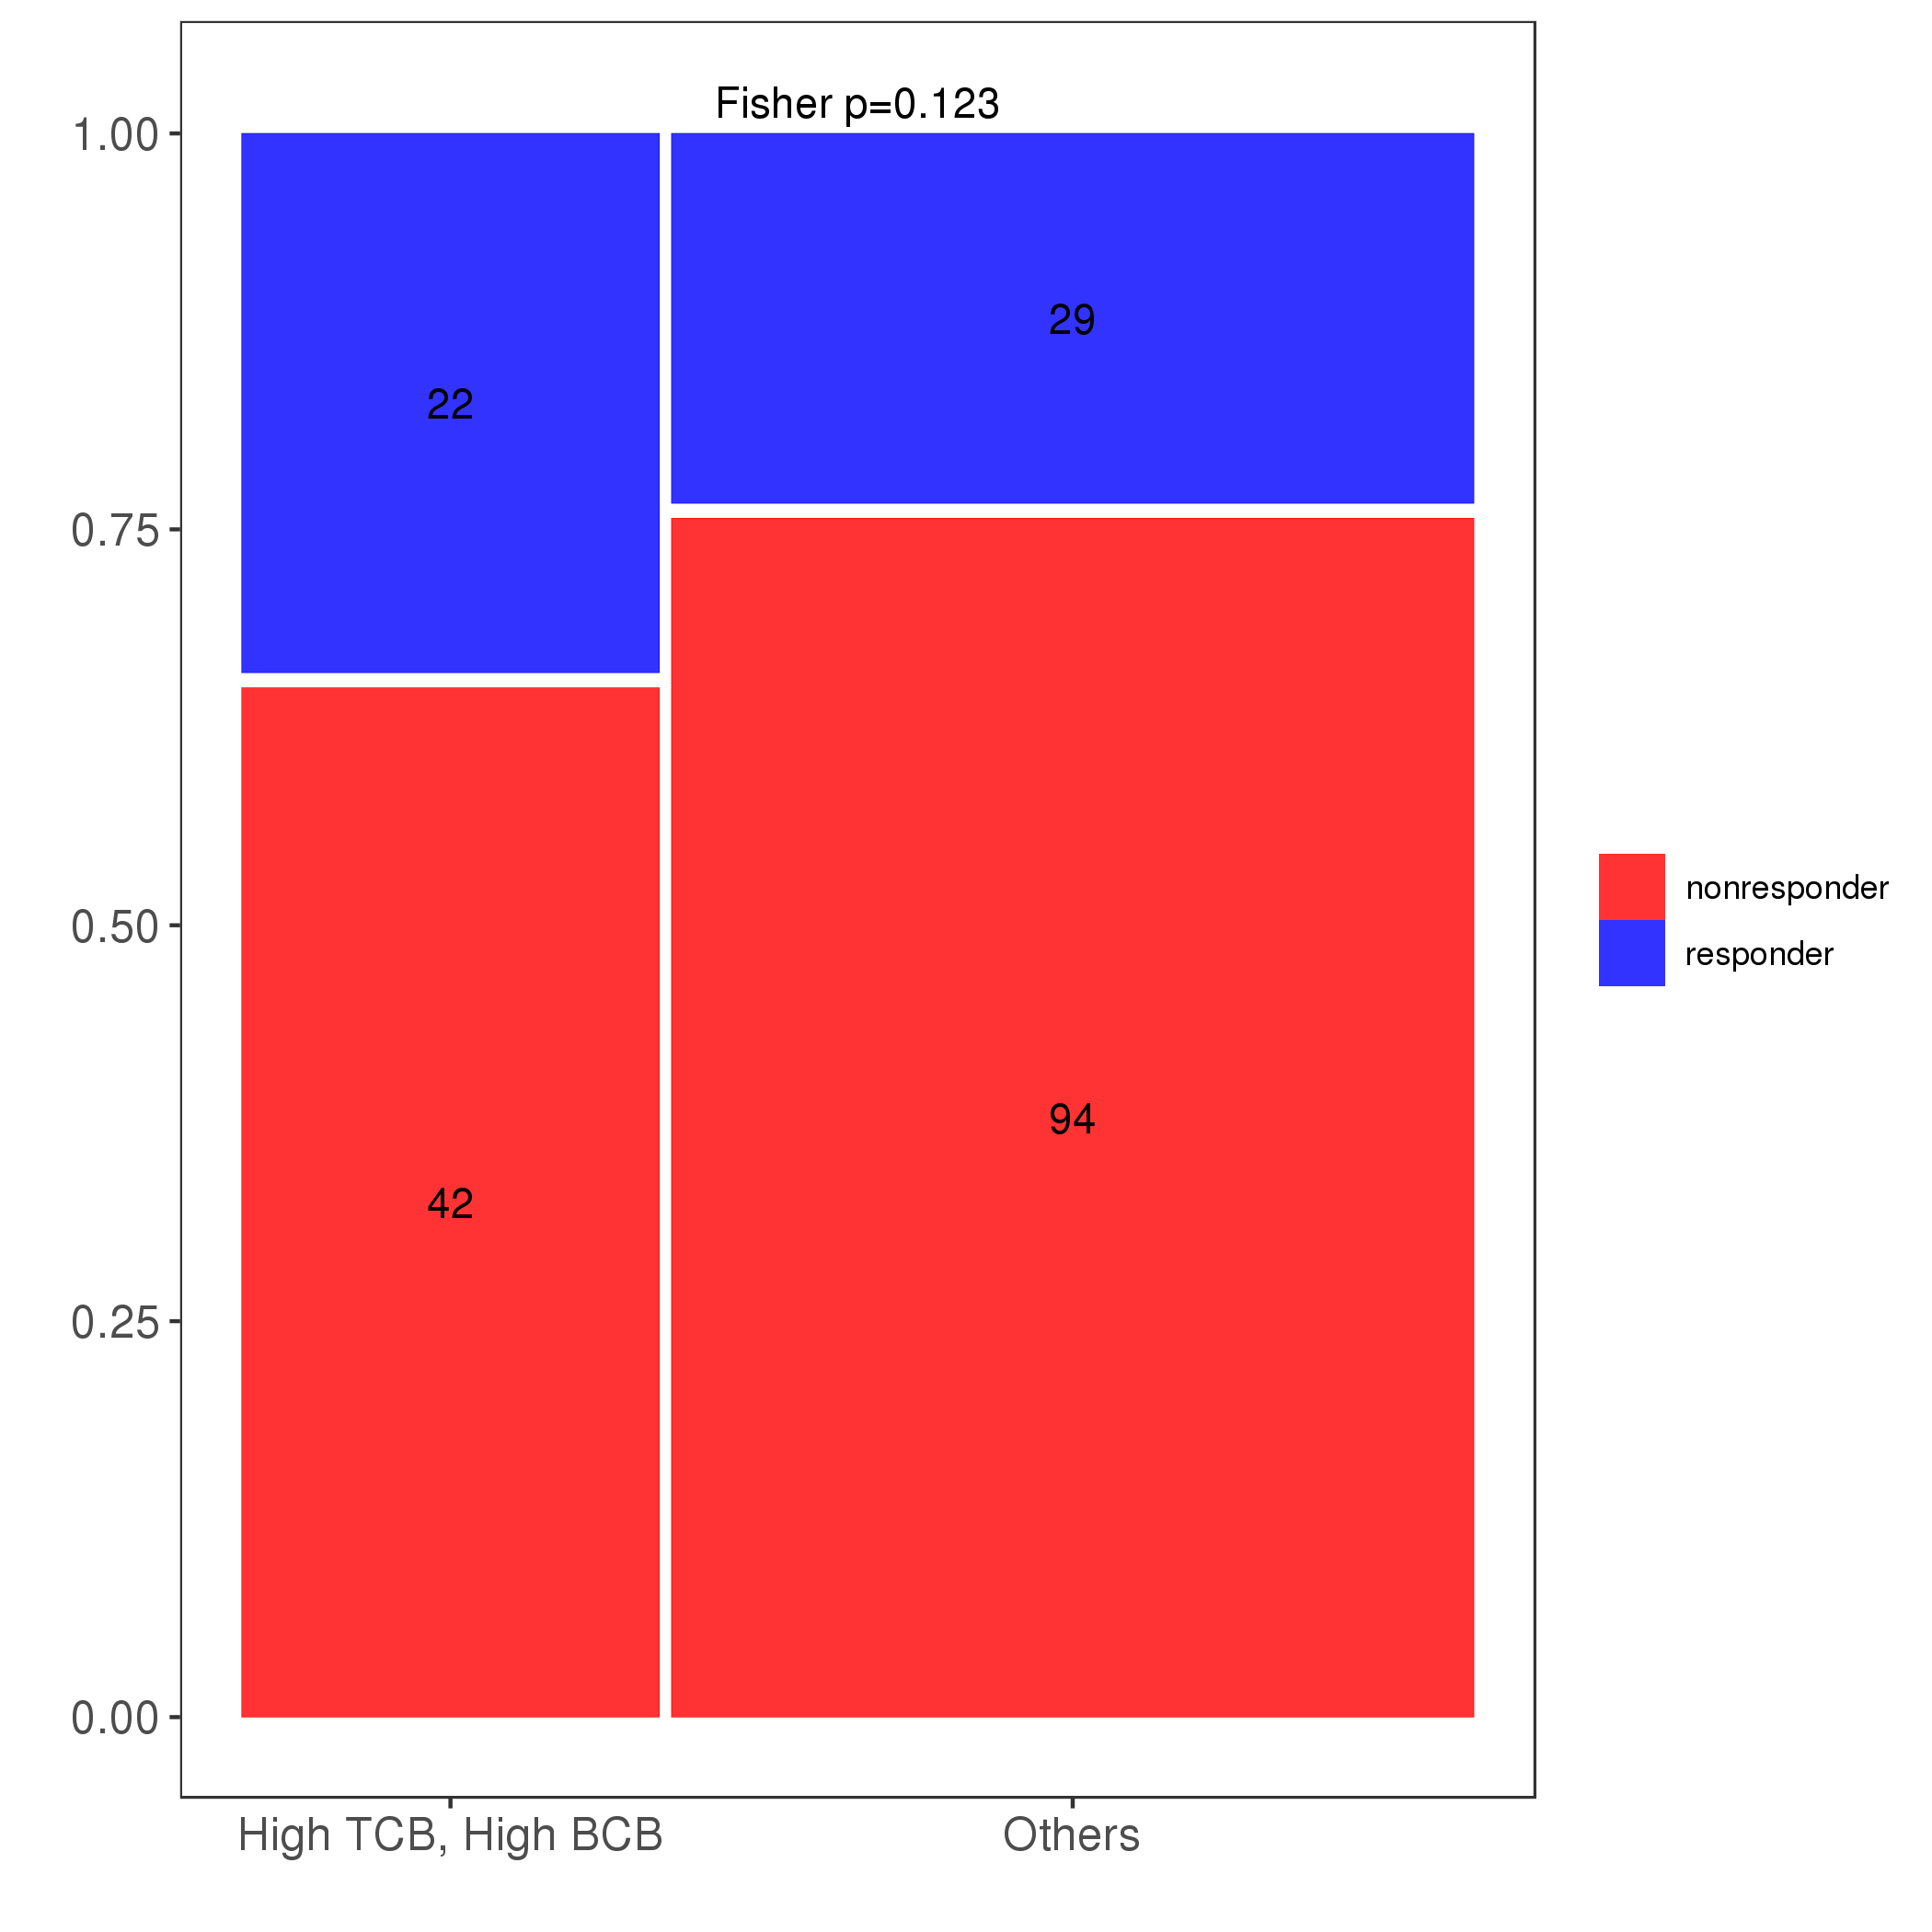 Fisher p=0.123
1.00
0.75
0.50
0.25
0.00
22
29
42
94
High TCB, High BCB
Others
nonresponder
responder